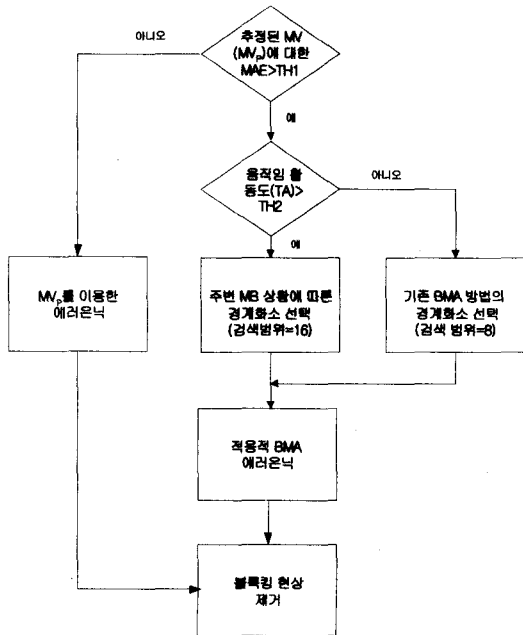 추정된 MV
(MVₚ)에 대한
MAE>TH1
아니오
예
움직임 활
동도(TA)>
TH2
아니오
예
MVₚ를 이용한
에러은닉
주변 MB 상황에 따른
경계화소 선택
(검색범위=16)
기존 BMA 방법의
경계화소 선택
(검색 범위=8)
적응적 BMA
에러은닉
블록킹 현상
제거